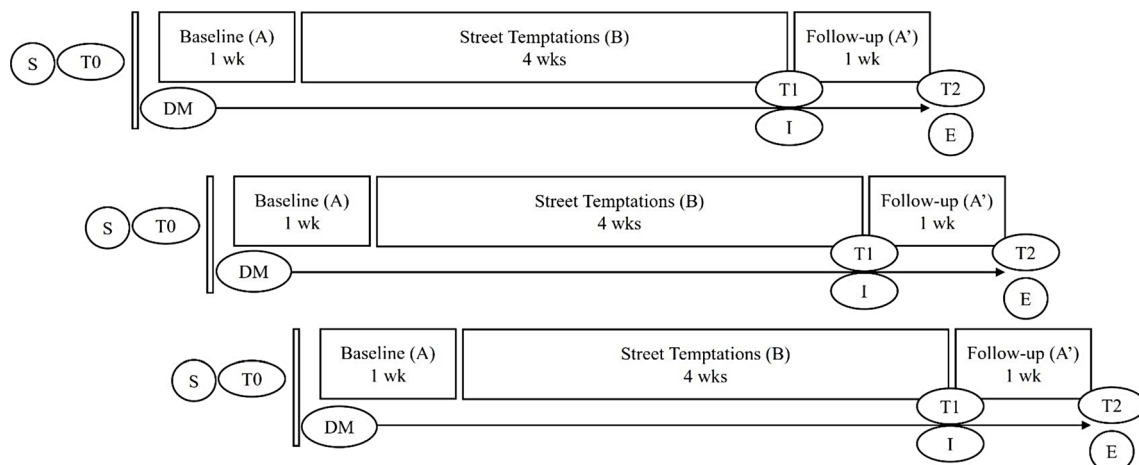 Baseline (A)
1 wk
Street Temptations (B)
4 wks
Follow-up (A’)
1 wk
S
T0
DM
T1
I
T2
E
Baseline (A)
1 wk
Street Temptations (B)
4 wks
Follow-up (A’)
1 wk
S
T0
DM
T1
I
T2
E
Baseline (A)
1 wk
Street Temptations (B)
4 wks
Follow-up (A’)
1 wk
S
T0
DM
T1
I
T2
E